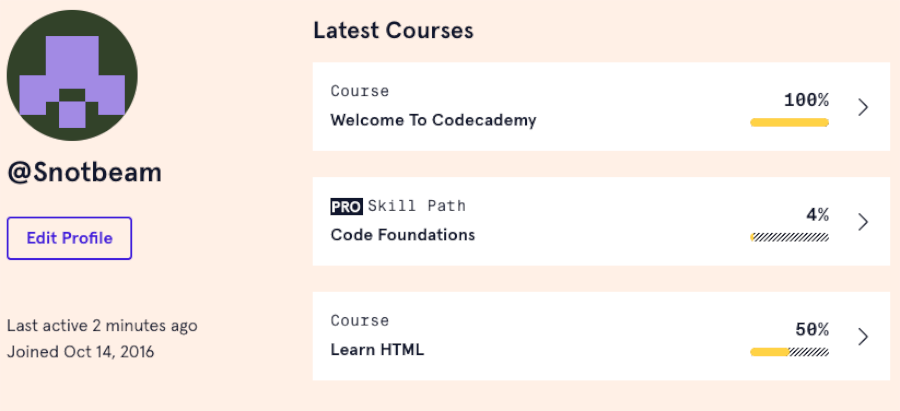 @Snotbeam
Edit Profile
Last active 2 minutes ago
Joined Oct 14, 2016
Latest Courses
Course
Welcome To Codecademy
100%
PRO Skill Path
Code Foundations
4%
Course
Learn HTML
50%